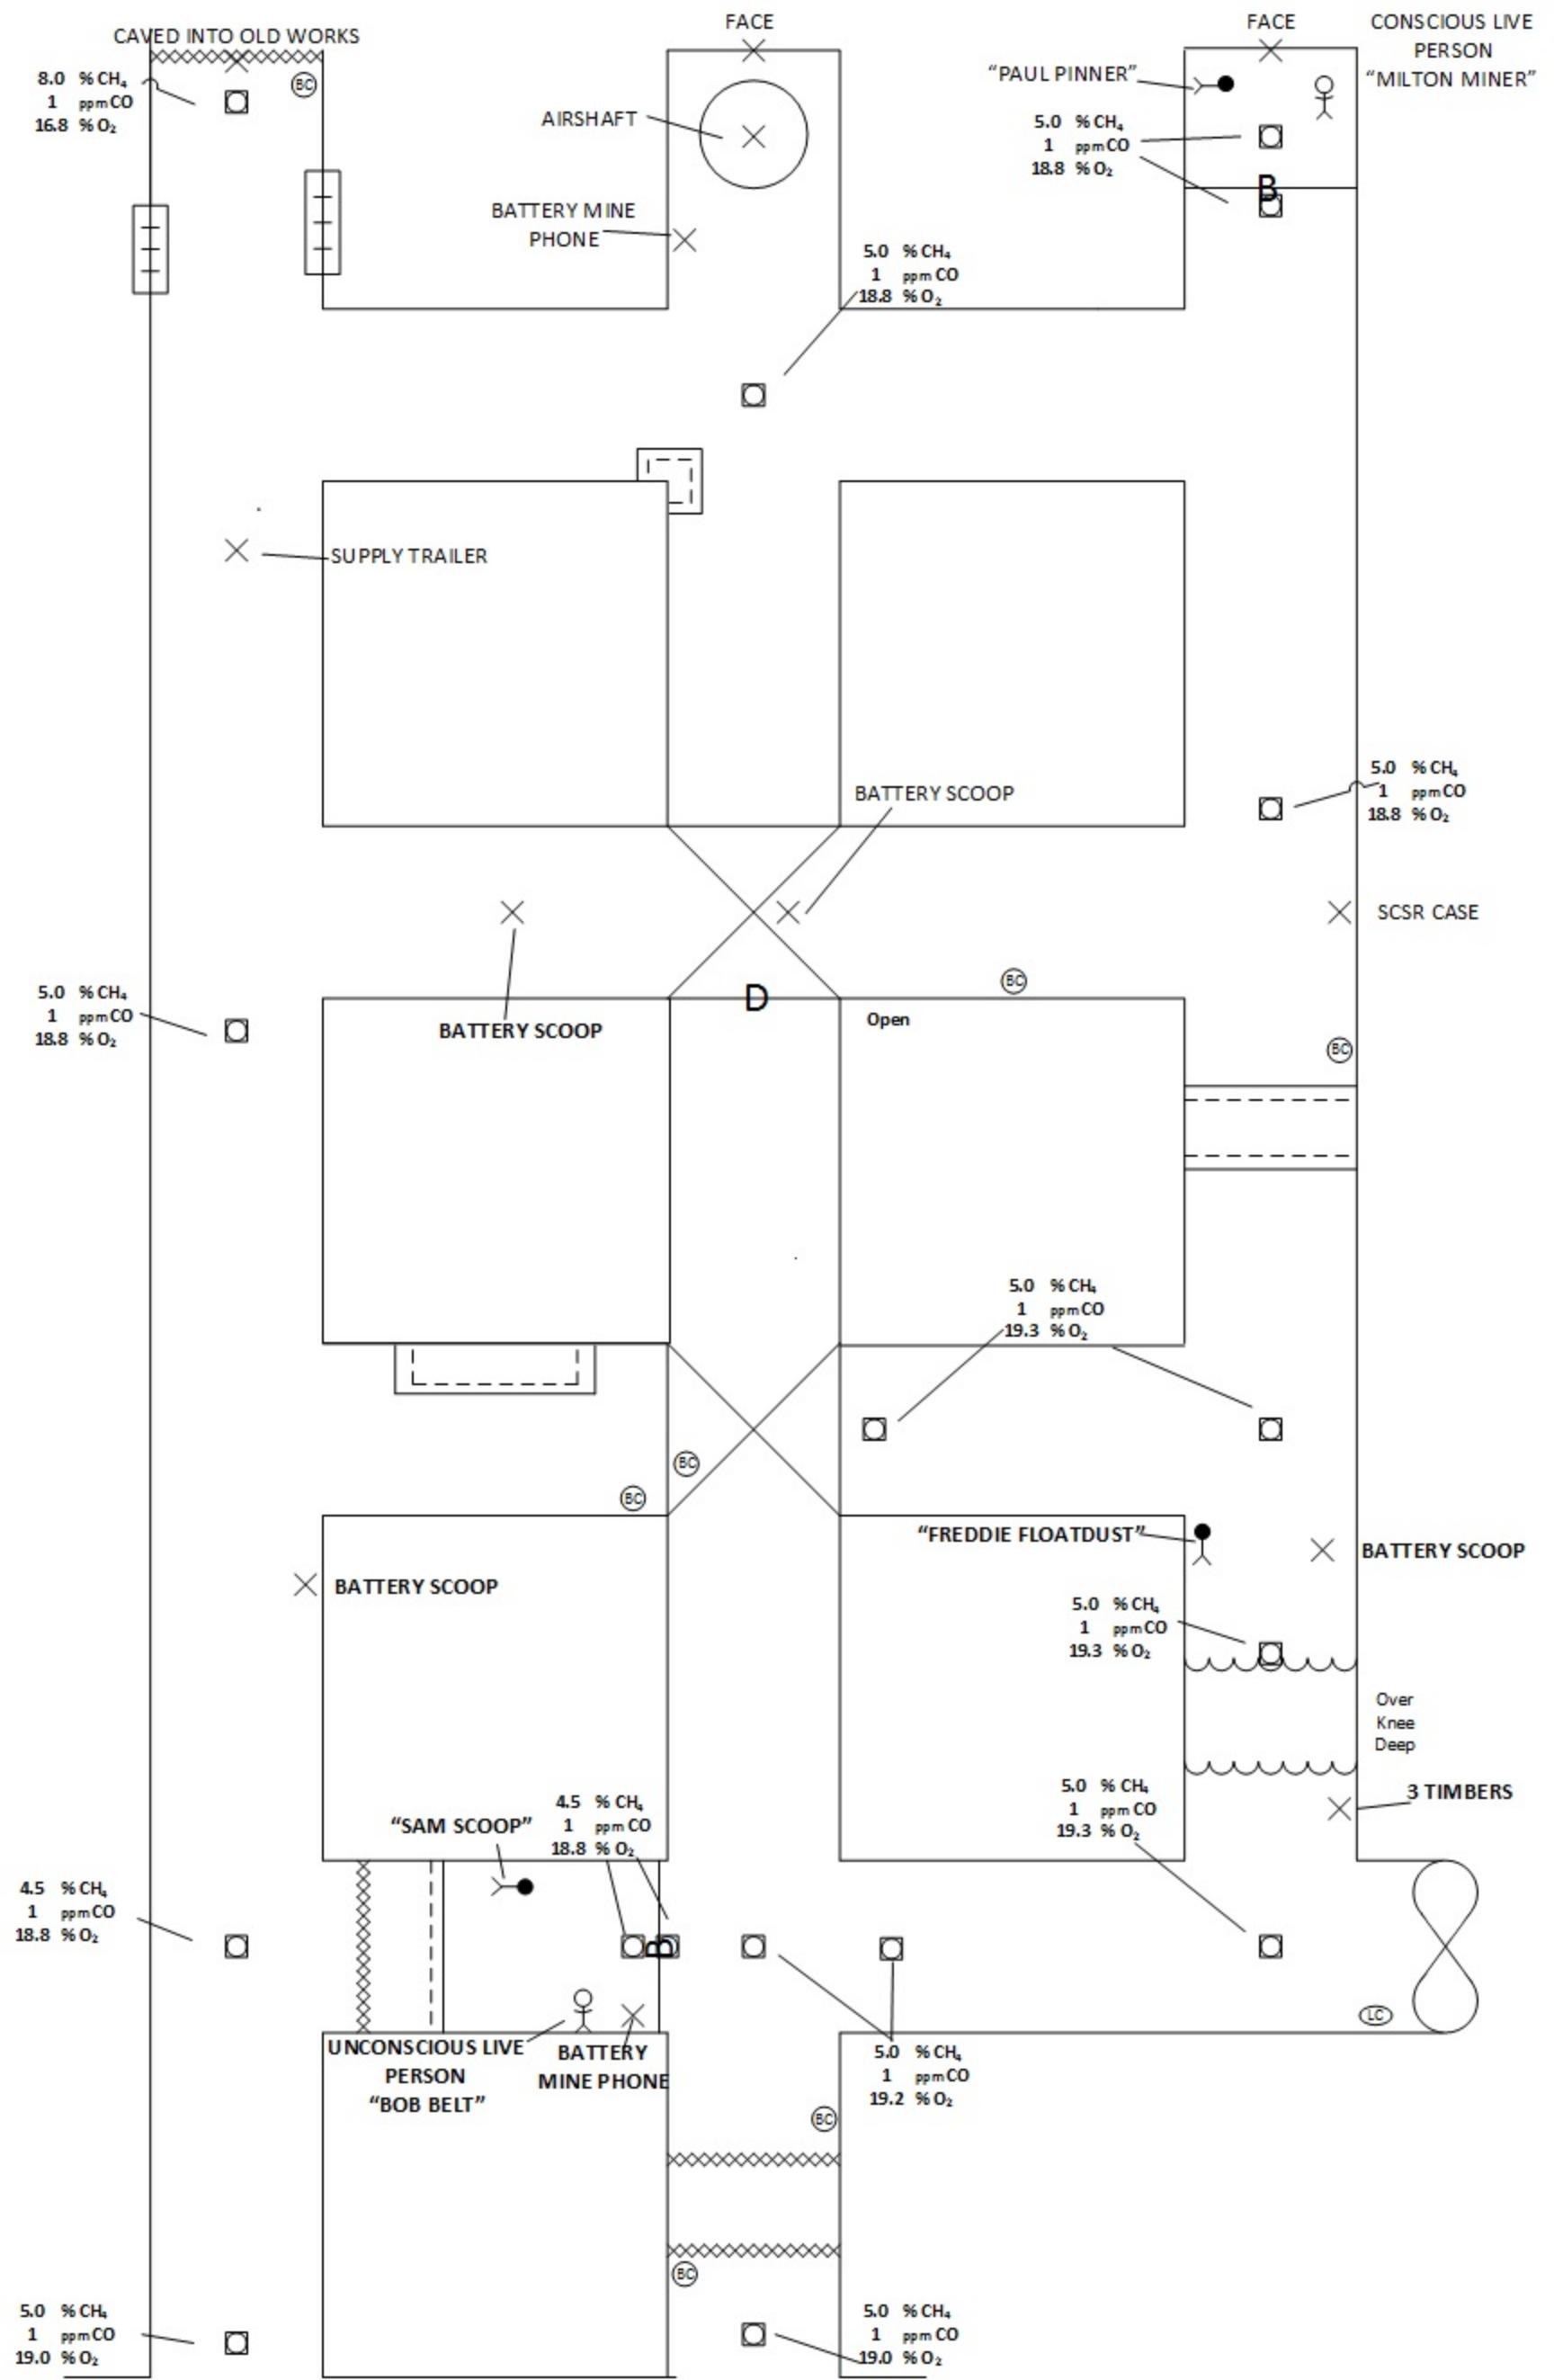 FACE
FACE
CONSCIOUS LIVE
PERSON
“MILTON MINER”
CAVED INTO OLD WORKS
8.0 % CH₄
1 ppm CO
16.8 % O₂
BC
“PAUL PINNER”
AIRSHAFT
5.0 % CH₄
1 ppm CO
18.8 % O₂
B
BATTERY MINE
PHONE
5.0 % CH₄
1 ppm CO
18.8 % O₂
SUPPLY TRAILER
5.0 % CH₄
1 ppm CO
18.8 % O₂
BATTERY SCOOP
SCSR CASE
BC
D
5.0 % CH₄
1 ppm CO
18.8 % O₂
BATTERY SCOOP
Open
BC
5.0 % CH₄
1 ppm CO
19.3 % O₂
BC
BC
“FREDDIE FLOATDUST”
BATTERY SCOOP
BATTERY SCOOP
5.0 % CH₄
1 ppm CO
19.3 % O₂
Over
Knee
Deep
3 TIMBERS
5.0 % CH₄
1 ppm CO
19.3 % O₂
4.5 % CH₄
1 ppm CO
18.8 % O₂
“SAM SCOOP”
4.5 % CH₄
1 ppm CO
18.8 % O₂
B
LC
UNCONSCIOUS LIVE
PERSON
“BOB BELT”
BATTERY
MINE PHONE
5.0 % CH₄
1 ppm CO
19.2 % O₂
BC
BC
5.0 % CH₄
1 ppm CO
19.0 % O₂
5.0 % CH₄
1 ppm CO
19.0 % O₂